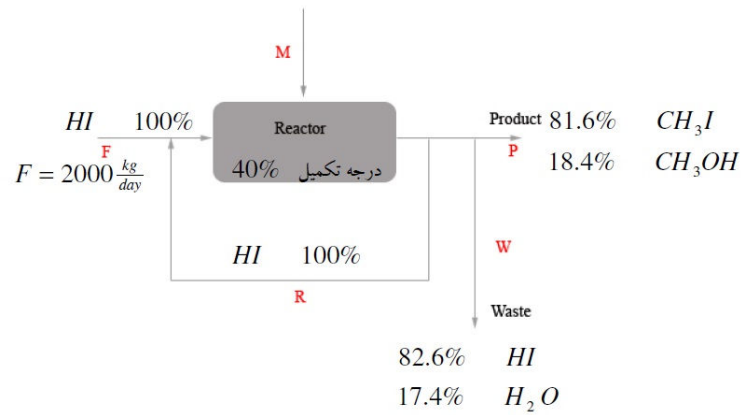 M
HI 100%
F
F = 2000 kg/day
Reactor
40% درجه تکمیل
Product 81.6% CH₃I
P
18.4% CH₃OH
HI 100%
R
W
Waste
82.6% HI
17.4% H₂O